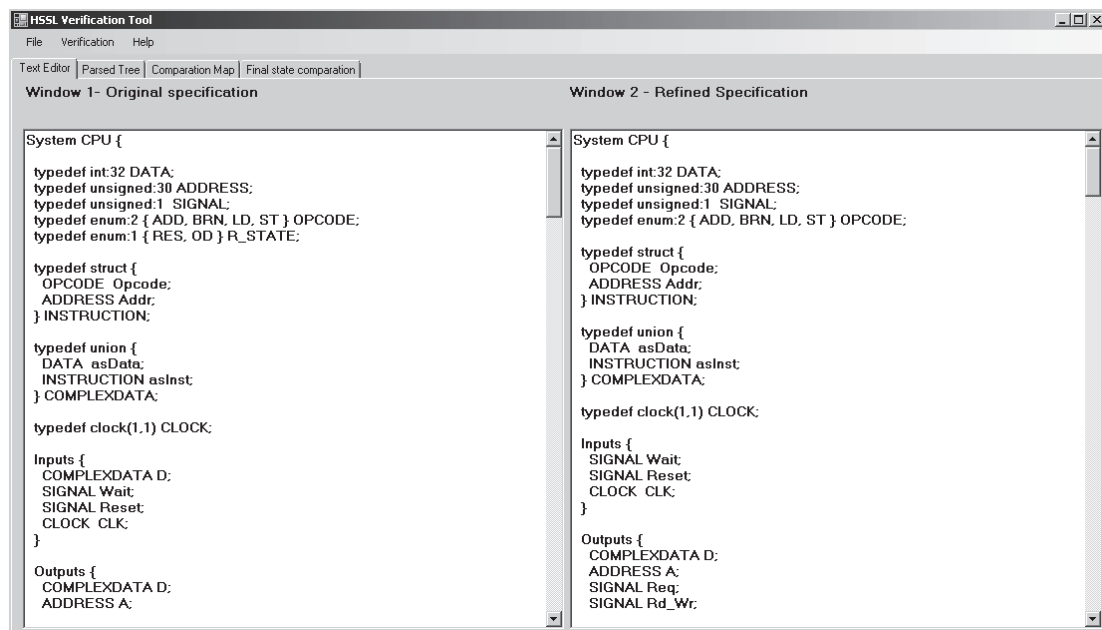 HSSL Verification Tool
File Verification Help
Text Editor Parsed Tree Comparation Map Final state comparation
Window 1- Original specification
System CPU {
typedef int:32 DATA;
typedef unsigned:30 ADDRESS;
typedef unsigned:1 SIGNAL;
typedef enum:2 { ADD, BRN, LD, ST } OPCODE;
typedef enum:1 { RES, OD } R_STATE;
typedef struct {
OPCODE Opcode;
ADDRESS Addr;
} INSTRUCTION;
typedef union {
DATA asData;
INSTRUCTION asInst;
} COMPLEXDATA;
typedef clock(1,1) CLOCK;
Inputs {
COMPLEXDATA D;
SIGNAL Wait;
SIGNAL Reset;
CLOCK CLK;
}
Outputs {
COMPLEXDATA D;
ADDRESS A;
Window 2 - Refined Specification
System CPU {
typedef int:32 DATA;
typedef unsigned:30 ADDRESS;
typedef unsigned:1 SIGNAL;
typedef enum:2 { ADD, BRN, LD, ST } OPCODE;
typedef struct {
OPCODE Opcode;
ADDRESS Addr;
} INSTRUCTION;
typedef union {
DATA asData;
INSTRUCTION asInst;
} COMPLEXDATA;
typedef clock(1,1) CLOCK;
Inputs {
SIGNAL Wait;
SIGNAL Reset;
CLOCK CLK;
}
Outputs {
COMPLEXDATA D;
ADDRESS A;
SIGNAL Req;
SIGNAL Rd_Wr;